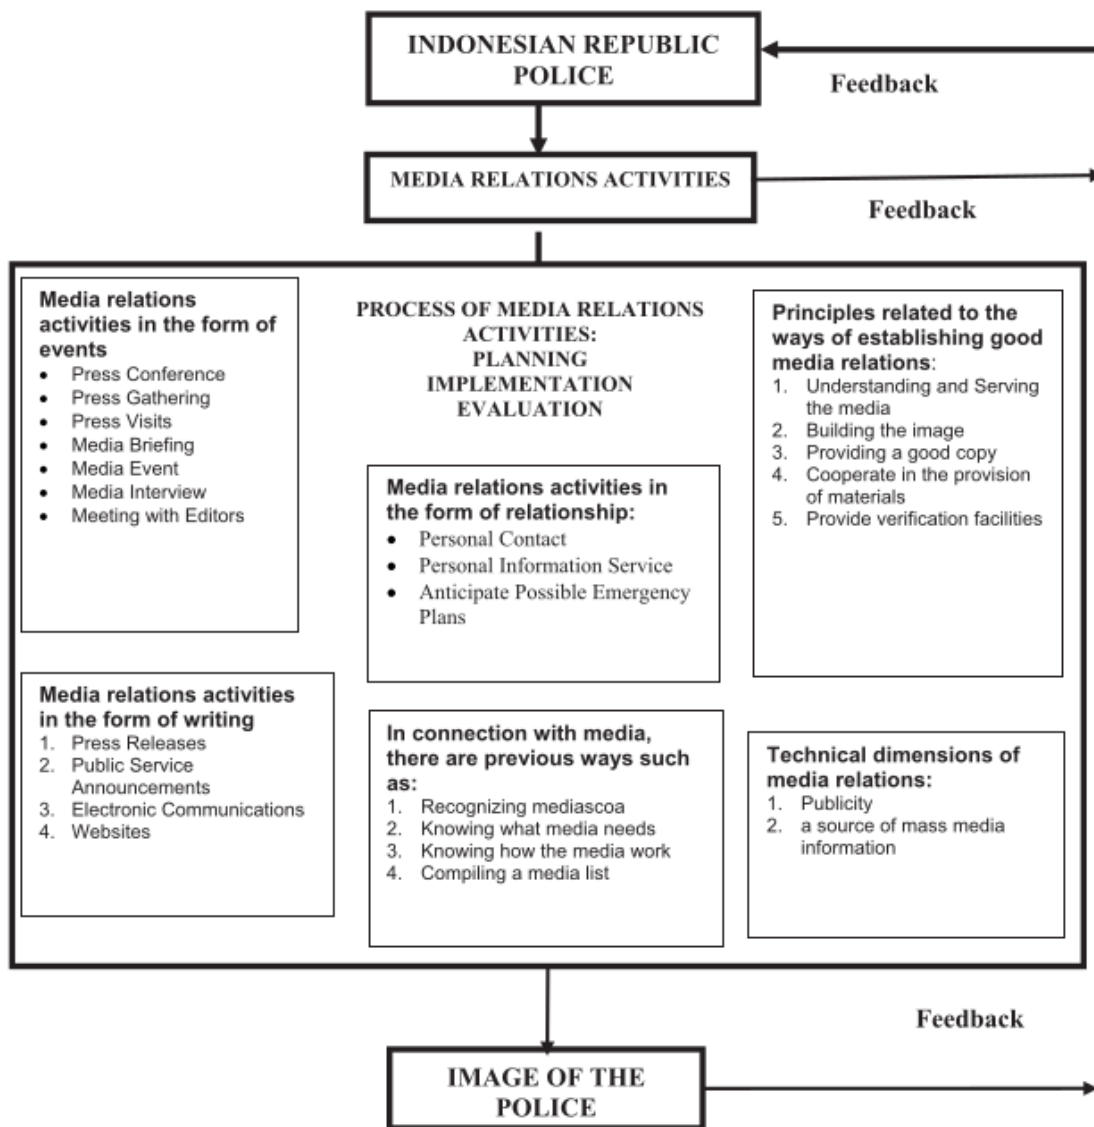 INDONESIAN REPUBLIC
POLICE
Feedback
MEDIA RELATIONS ACTIVITIES
Feedback
Media relations
activities in the form of
events
• Press Conference
• Press Gathering
• Press Visits
• Media Briefing
• Media Event
• Media Interview
• Meeting with Editors
PROCESS OF MEDIA RELATIONS
ACTIVITIES:
PLANNING
IMPLEMENTATION
EVALUATION
Principles related to the
ways of establishing good
media relations:
1. Understanding and Serving
the media
2. Building the image
3. Providing a good copy
4. Cooperate in the provision
of materials
5. Provide verification facilities
Media relations activities in
the form of relationship:
• Personal Contact
• Personal Information Service
• Anticipate Possible Emergency
Plans
Media relations activities
in the form of writing
1. Press Releases
2. Public Service
Announcements
3. Electronic Communications
4. Websites
In connection with media,
there are previous ways such
as:
1. Recognizing mediascoa
2. Knowing what media needs
3. Knowing how the media work
4. Compiling a media list
Technical dimensions of
media relations:
1. Publicity
2. a source of mass media
information
Feedback
IMAGE OF THE
POLICE